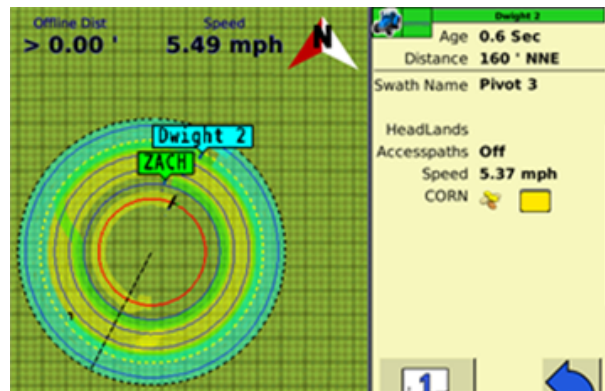 Offline Dist
> 0.00 '
Speed
5.49 mph
N
Dwight 2
ZACH
Dwight 2
Age 0.6 Sec
Distance 160 ' NNE
Swath Name Pivot 3
HeadLands
Accesspaths Off
Speed 5.37 mph
CORN
1